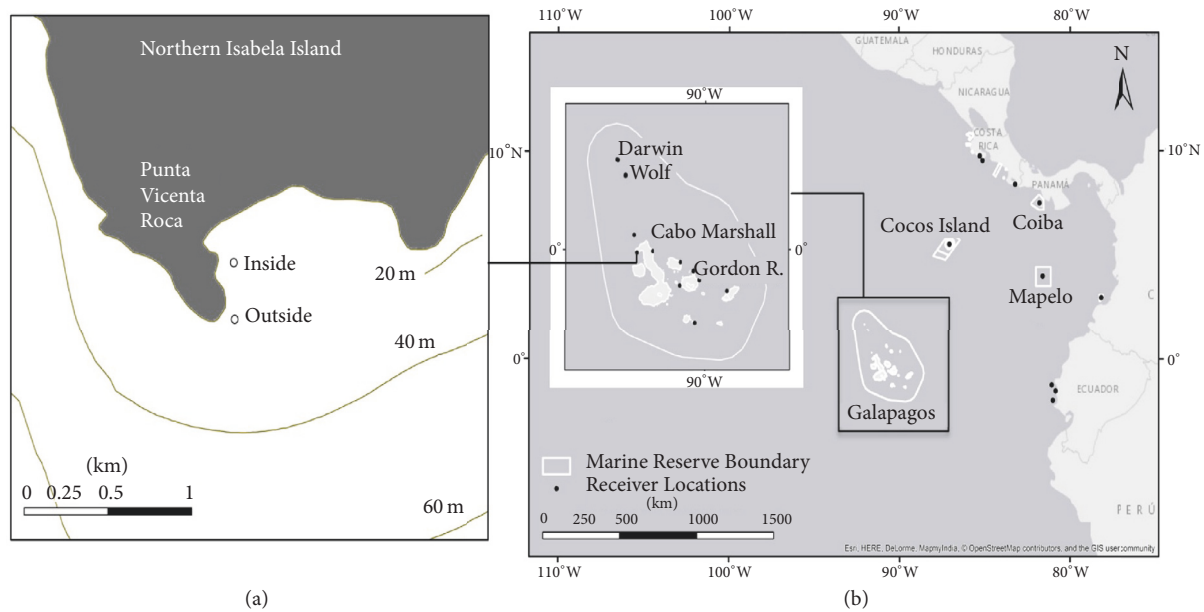 Northern Isabela Island
Punta
Vicenta
Roca
Inside
Outside
20 m
40 m
60 m
(km)
0 0.25 0.5 1
(a)
110°W 100°W 90°W 80°W
N
GUATEMALA
HONDURAS
NICARAGUA
COSTA
RICA
PANAMÁ
10°N
10°N
90°W
Darwin
Wolf
Cabo Marshall
Gordon R.
0°
0°
90°W
Cocos Island
Coiba
Mapelo
C
0°
0°
ECUADOR
Galapagos
PERÚ
Marine Reserve Boundary
Receiver Locations
(km)
0 250 500 1000 1500
Esri, HERE, DeLorme, MapmyIndia, © OpenStreetMap contributors, and the GIS user community
110°W 100°W 90°W 80°W
(b)